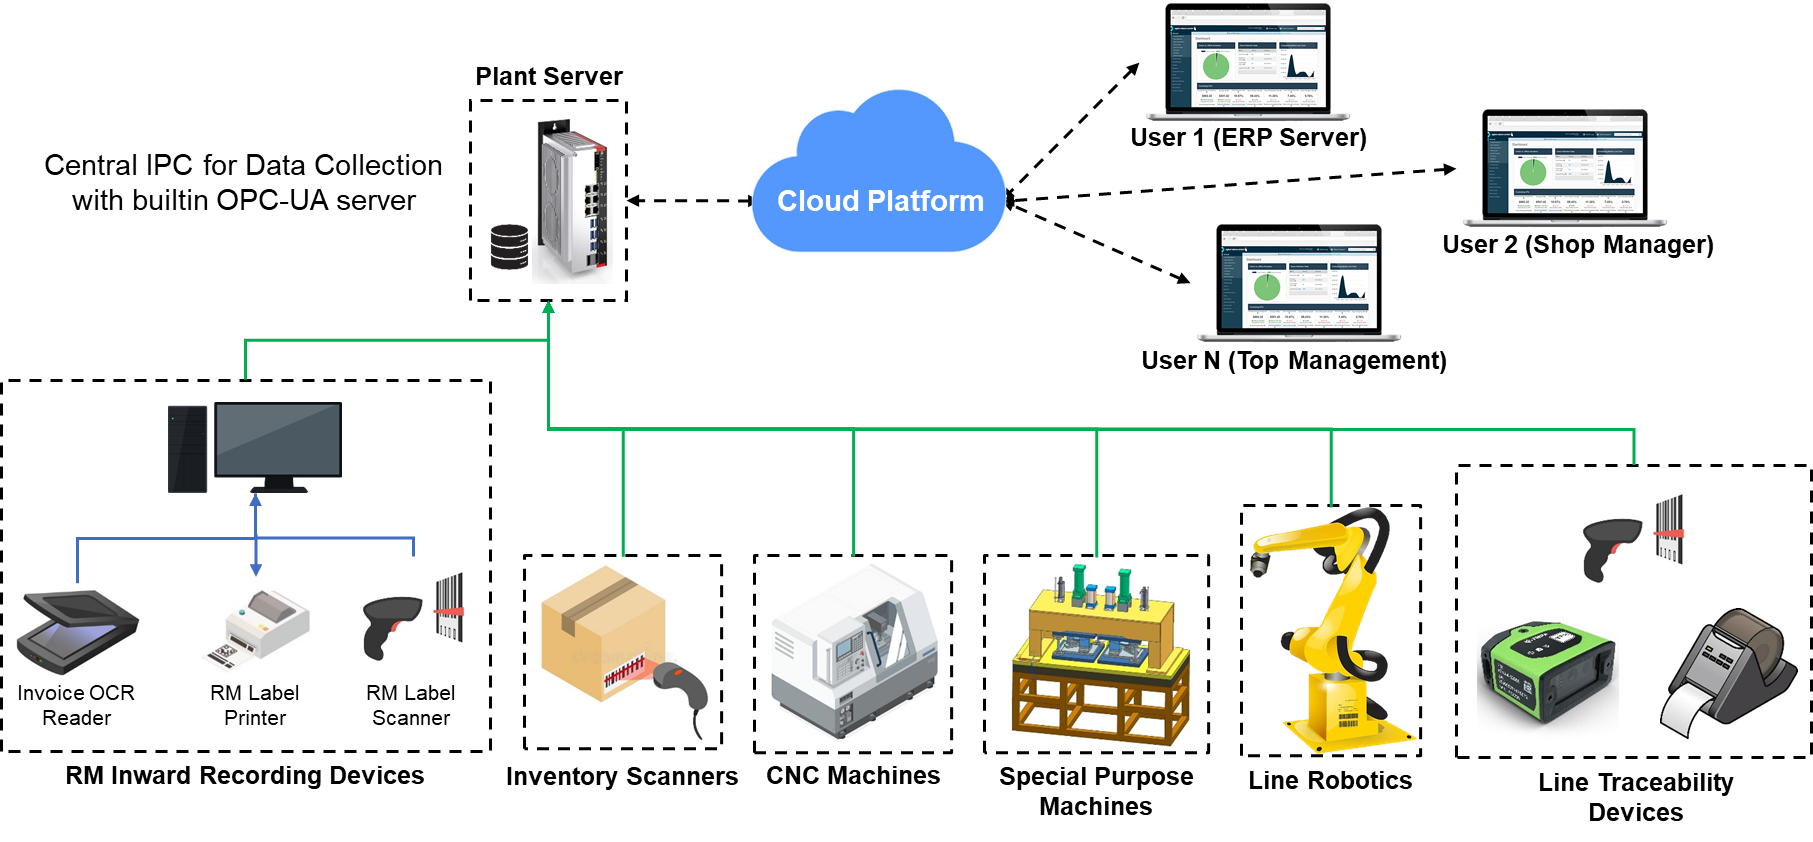 Plant Server
Central IPC for Data Collection
with builtin OPC-UA server
Cloud Platform
User 1 (ERP Server)
User 2 (Shop Manager)
User N (Top Management)
Invoice OCR
Reader
RM Label
Printer
RM Label
Scanner
RM Inward Recording Devices
Inventory Scanners
CNC Machines
Special Purpose
Machines
Line Robotics
Line Traceability
Devices